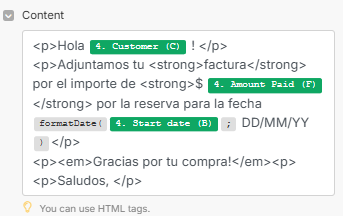 Content
<p>Hola 4. Customer (C) ! </p>
<p>Adjuntamos tu <strong>factura</strong>
por el importe de <strong>$ 4. Amount Paid (F)
</strong> por la reserva para la fecha
formatDate( 4. Start date (B) ; DD/MM/YY
) </p>
<p><em>Gracias por tu compra!</em><p>
<p>Saludos, </p>
You can use HTML tags.